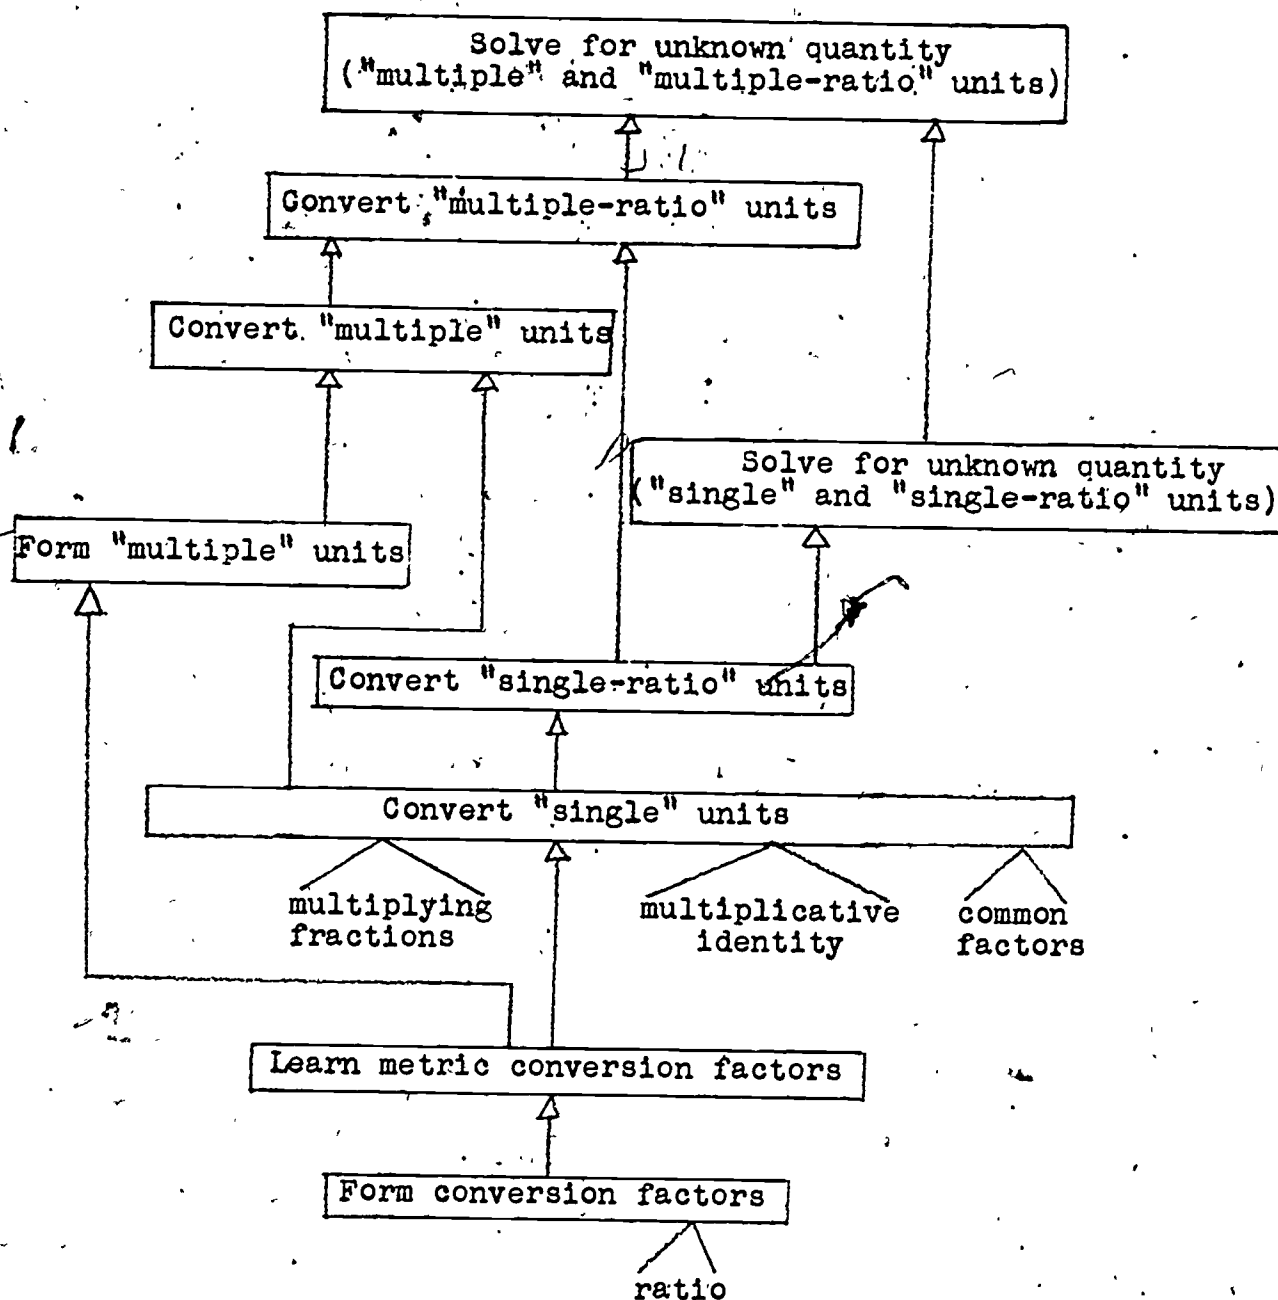 Solve for unknown quantity
("multiple" and "multiple-ratio" units)
Convert "multiple-ratio" units
Convert "multiple" units
Solve for unknown quantity
("single" and "single-ratio" units)
Form "multiple" units
Convert "single-ratio" units
Convert "single" units
multiplying
fractions
multiplicative
identity
common
factors
Learn metric conversion factors
Form conversion factors
ratio